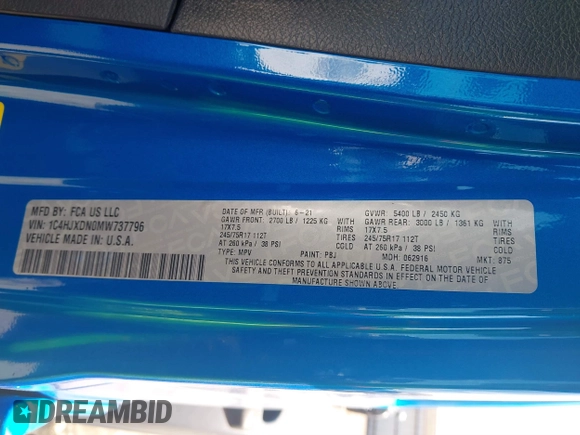 MFD BY: FCA US LLC
VIN: 1C4HJXDN0MW737796
VEHICLE MADE IN U.S.A.
DATE OF MFR (BUILT): 6-21
GAWR FRONT: 2700 LB / 1225 KG
17X7.5 RIMS
245/75R17 112T TIRES
AT 260 kPa / 38 PSI COLD
TYPE: MPV PAINT: PBJ
GVWR: 5400 LB / 2450 KG
GAWR REAR: 3000 LB / 1361 KG
17X7.5 RIMS
245/75R17 112T TIRES
AT 260 kPa / 38 PSI COLD
MDH: 062916 MKT: 875
THIS VEHICLE CONFORMS TO ALL APPLICABLE U.S.A. FEDERAL MOTOR VEHICLE
SAFETY AND THEFT PREVENTION STANDARDS IN EFFECT ON THE DATE OF
MANUFACTURE SHOWN ABOVE
DREAMBID